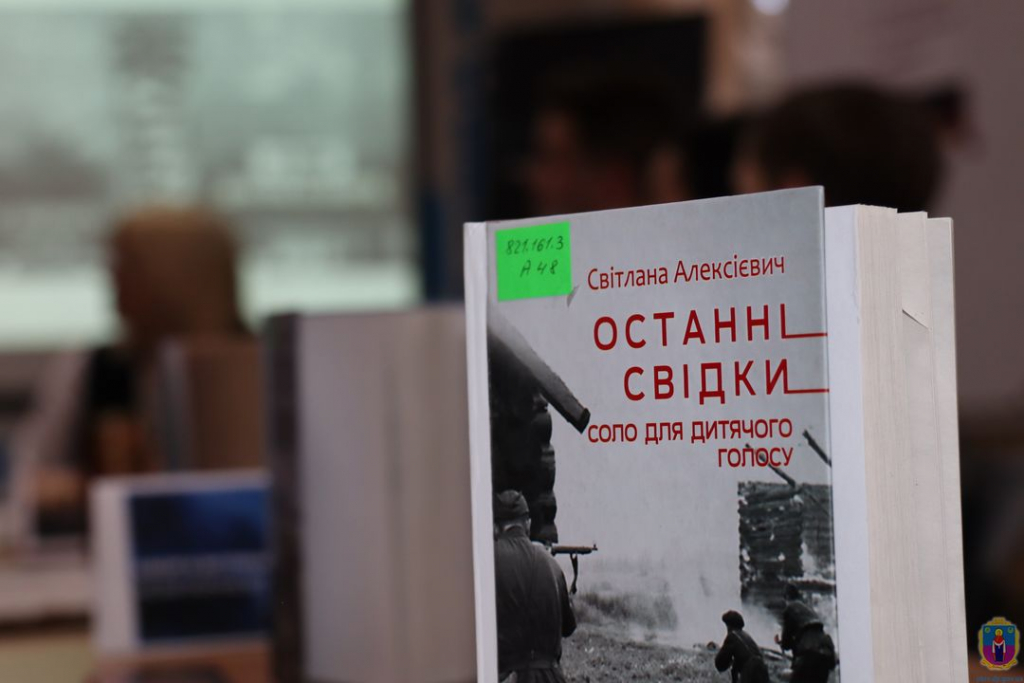 821.161.3
А 48
Світлана Алексієвич
ОСТАННІ
СВІДКИ
СОЛО ДЛЯ ДИТЯЧОГО
ГОЛОСУ